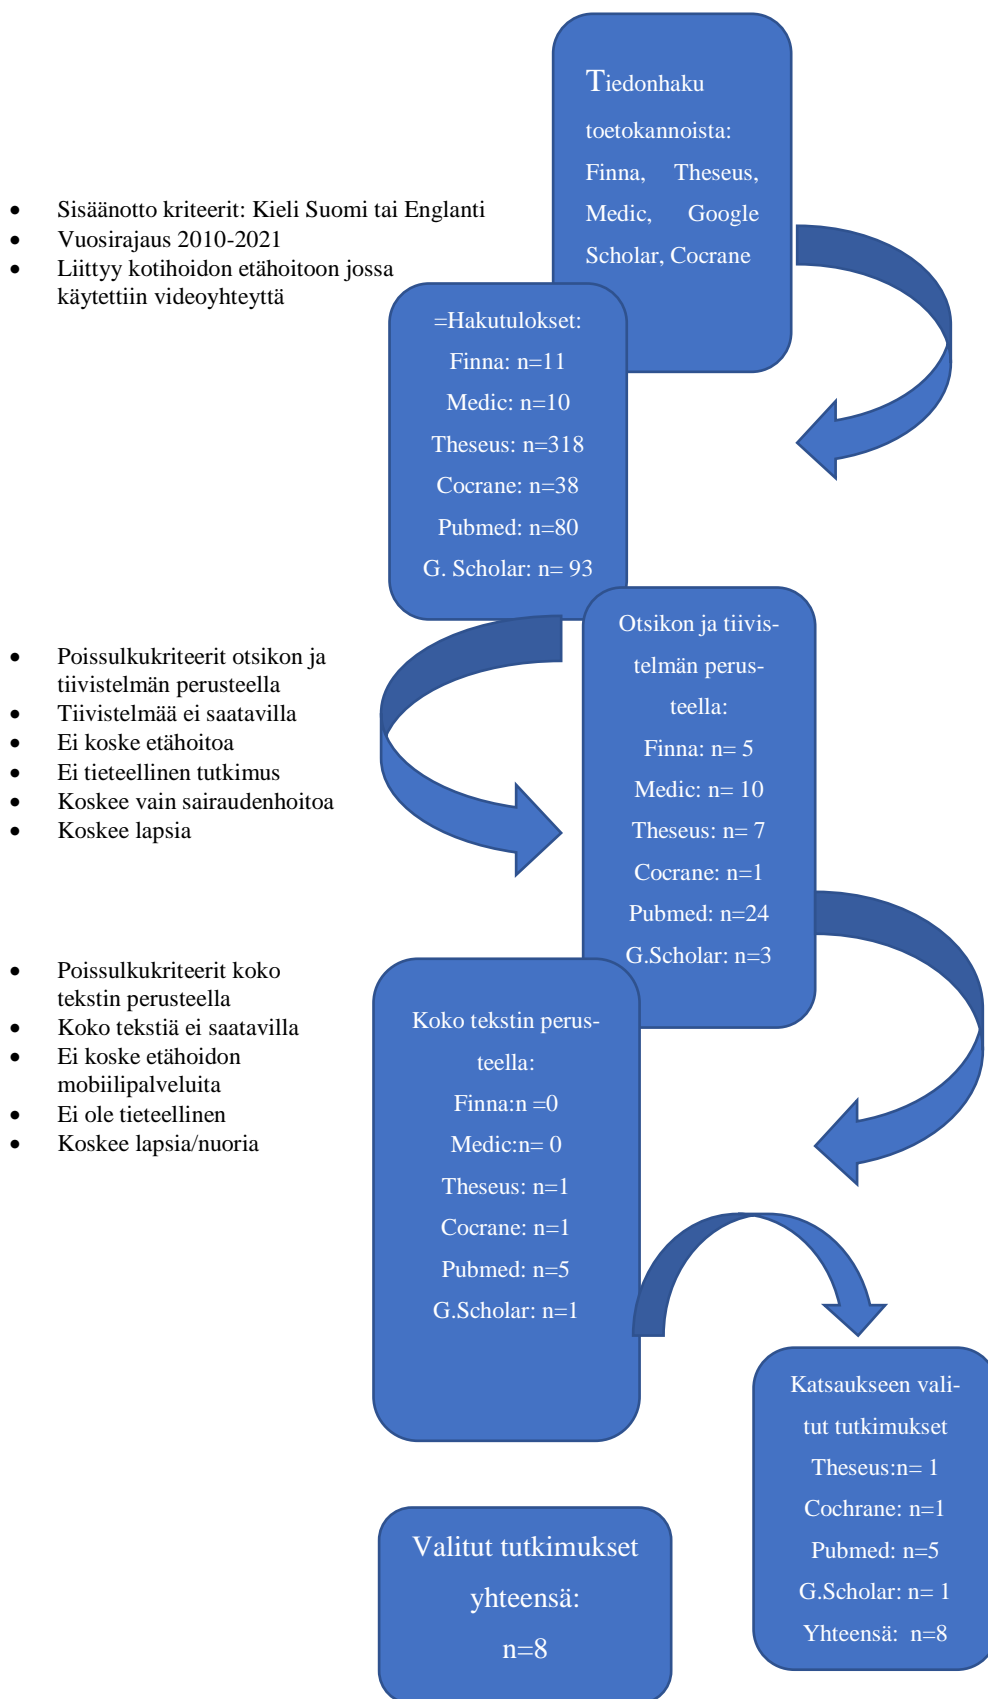 Tiedonhaku
toetokannoista:
Finna, Theseus,
Medic, Google
Scholar, Cocrane
• Sisäänotto kriteerit: Kieli Suomi tai Englanti
• Vuosirajaus 2010-2021
• Liittyy kotihoidon etähoitoon jossa
käytettiin videoyhteyttä
=Hakutulokset:
Finna: n=11
Medic: n=10
Theseus: n=318
Cocrane: n=38
Pubmed: n=80
G. Scholar: n= 93
• Poissulkukriteerit otsikon ja
tiivistelmän perusteella
• Tiivistelmää ei saatavilla
• Ei koske etähoitoa
• Ei tieteellinen tutkimus
• Koskee vain sairaudenhoitoa
• Koskee lapsia
Otsikon ja tiivis-
telmän perus-
teella:
Finna: n= 5
Medic: n= 10
Theseus: n= 7
Cocrane: n=1
Pubmed: n=24
G.Scholar: n=3
• Poissulkukriteerit koko
tekstin perusteella
• Koko tekstiä ei saatavilla
• Ei koske etähoidon
mobiilipalveluita
• Ei ole tieteellinen
• Koskee lapsia/nuoria
Koko tekstin perus-
teella:
Finna:n =0
Medic:n= 0
Theseus: n=1
Cocrane: n=1
Pubmed: n=5
G.Scholar: n=1
Katsaukseen vali-
tut tutkimukset
Theseus:n= 1
Cochrane: n=1
Pubmed: n=5
G.Scholar: n= 1
Yhteensä: n=8
Valitut tutkimukset
yhteensä:
n=8